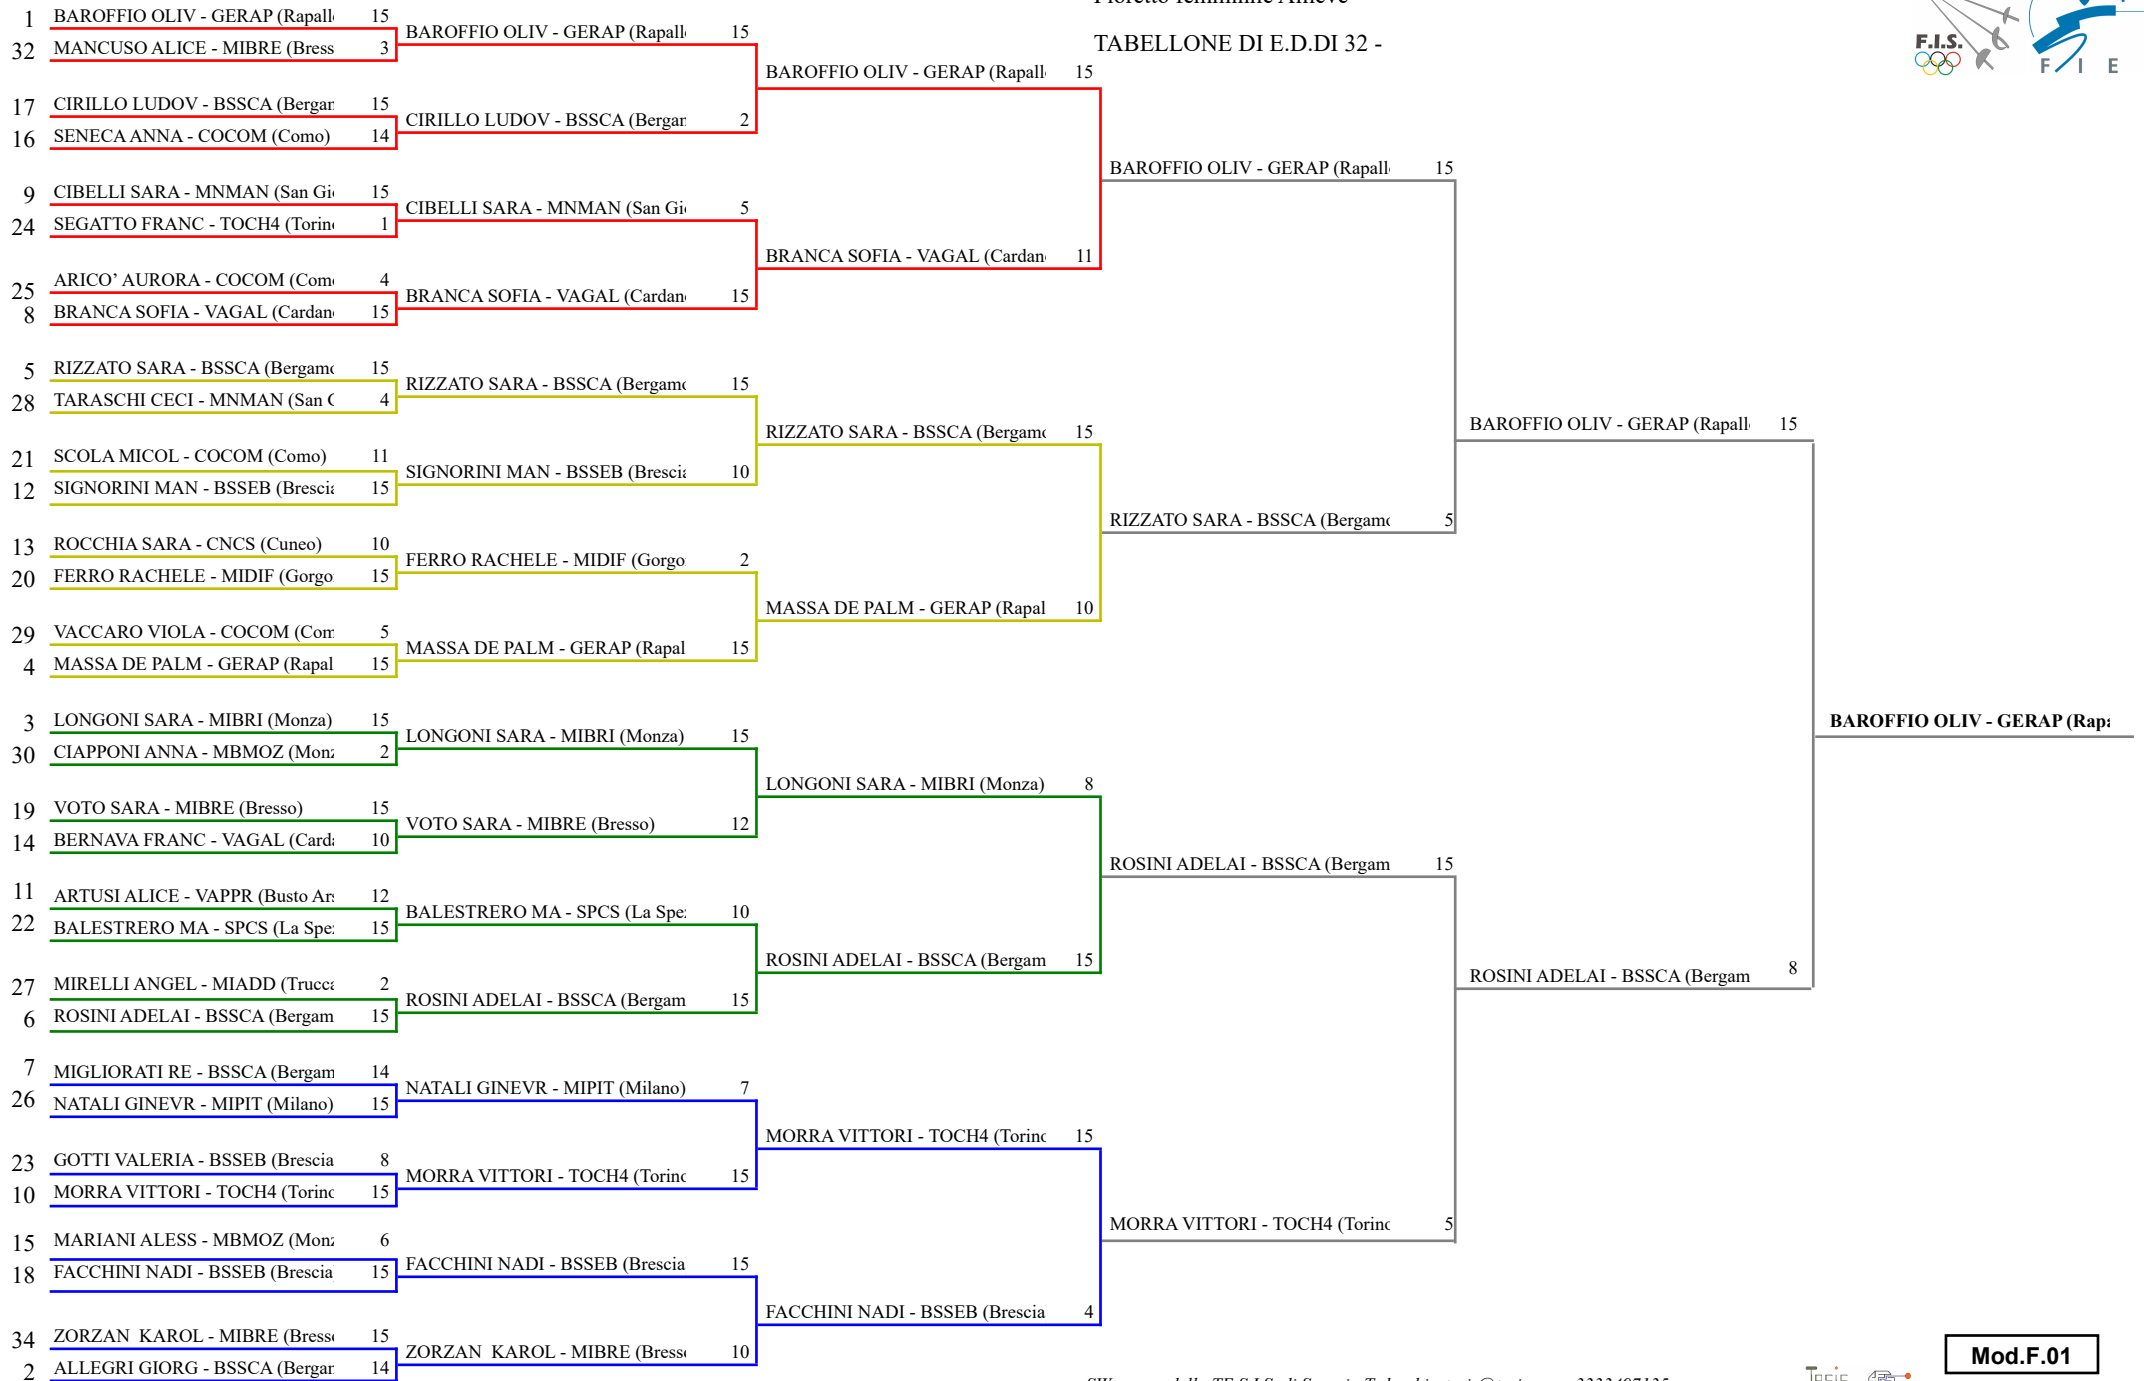 TABELLONE DI E.D.DI 32 -
F.I.S.
F I E
1 BAROFFIO OLIV - GERAP (Rapall 15
32 MANCUSO ALICE - MIBRE (Bress 3
17 CIRILLO LUDOV - BSSCA (Bergar 15
16 SENECA ANNA - COCOM (Como) 14
9 CIBELLI SARA - MNMAN (San Gi 15
24 SEGATTO FRANC - TOCH4 (Torin 1
25 ARICO’ AURORA - COCOM (Com 4
8 BRANCA SOFIA - VAGAL (Cardan 15
5 RIZZATO SARA - BSSCA (Bergam 15
28 TARASCHI CECI - MNMAN (San 4
21 SCOLA MICOL - COCOM (Como) 11
12 SIGNORINI MAN - BSSEB (Bresci 15
13 ROCCHIA SARA - CNCS (Cuneo) 10
20 FERRO RACHELE - MIDIF (Gorgo 15
29 VACCARO VIOLA - COCOM (Com 5
4 MASSA DE PALM - GERAP (Rapal 15
3 LONGONI SARA - MIBRI (Monza) 15
30 CIAPPONI ANNA - MBMOZ (Mon 2
19 VOTO SARA - MIBRE (Bresso) 15
14 BERNAVA FRANC - VAGAL (Card 10
11 ARTUSI ALICE - VAPPR (Busto Ar 12
22 BALESTRERO MA - SPCS (La Spe 15
27 MIRELLI ANGEL - MIADD (Trucc 2
6 ROSINI ADELAI - BSSCA (Bergam 15
7 MIGLIORATI RE - BSSCA (Bergam 14
26 NATALI GINEVR - MIPIT (Milano) 15
23 GOTTI VALERIA - BSSEB (Brescia 8
10 MORRA VITTORI - TOCH4 (Torin 15
15 MARIANI ALESS - MBMOZ (Mon 6
18 FACCHINI NADI - BSSEB (Brescia 15
34 ZORZAN KAROL - MIBRE (Bress 15
2 ALLEGRI GIORG - BSSCA (Bergar 14
BAROFFIO OLIV - GERAP (Rapall 15
CIRILLO LUDOV - BSSCA (Bergar 2
CIBELLI SARA - MNMAN (San Gi 5
BRANCA SOFIA - VAGAL (Cardan 15
RIZZATO SARA - BSSCA (Bergam 15
SIGNORINI MAN - BSSEB (Bresci 10
FERRO RACHELE - MIDIF (Gorgo 2
MASSA DE PALM - GERAP (Rapal 15
LONGONI SARA - MIBRI (Monza) 15
VOTO SARA - MIBRE (Bresso) 12
BALESTRERO MA - SPCS (La Spe 10
ROSINI ADELAI - BSSCA (Bergam 15
NATALI GINEVR - MIPIT (Milano) 7
MORRA VITTORI - TOCH4 (Torin 15
FACCHINI NADI - BSSEB (Brescia 15
ZORZAN KAROL - MIBRE (Bress 10
BAROFFIO OLIV - GERAP (Rapall 15
BRANCA SOFIA - VAGAL (Cardan 11
RIZZATO SARA - BSSCA (Bergam 15
MASSA DE PALM - GERAP (Rapal 10
LONGONI SARA - MIBRI (Monza) 8
ROSINI ADELAI - BSSCA (Bergam 15
MORRA VITTORI - TOCH4 (Torin 15
FACCHINI NADI - BSSEB (Brescia 4
BAROFFIO OLIV - GERAP (Rapall 15
RIZZATO SARA - BSSCA (Bergam 5
ROSINI ADELAI - BSSCA (Bergam 15
MORRA VITTORI - TOCH4 (Torin 5
BAROFFIO OLIV - GERAP (Rapall 15
ROSINI ADELAI - BSSCA (Bergam 8
BAROFFIO OLIV - GERAP (Rapa
Mod.F.01